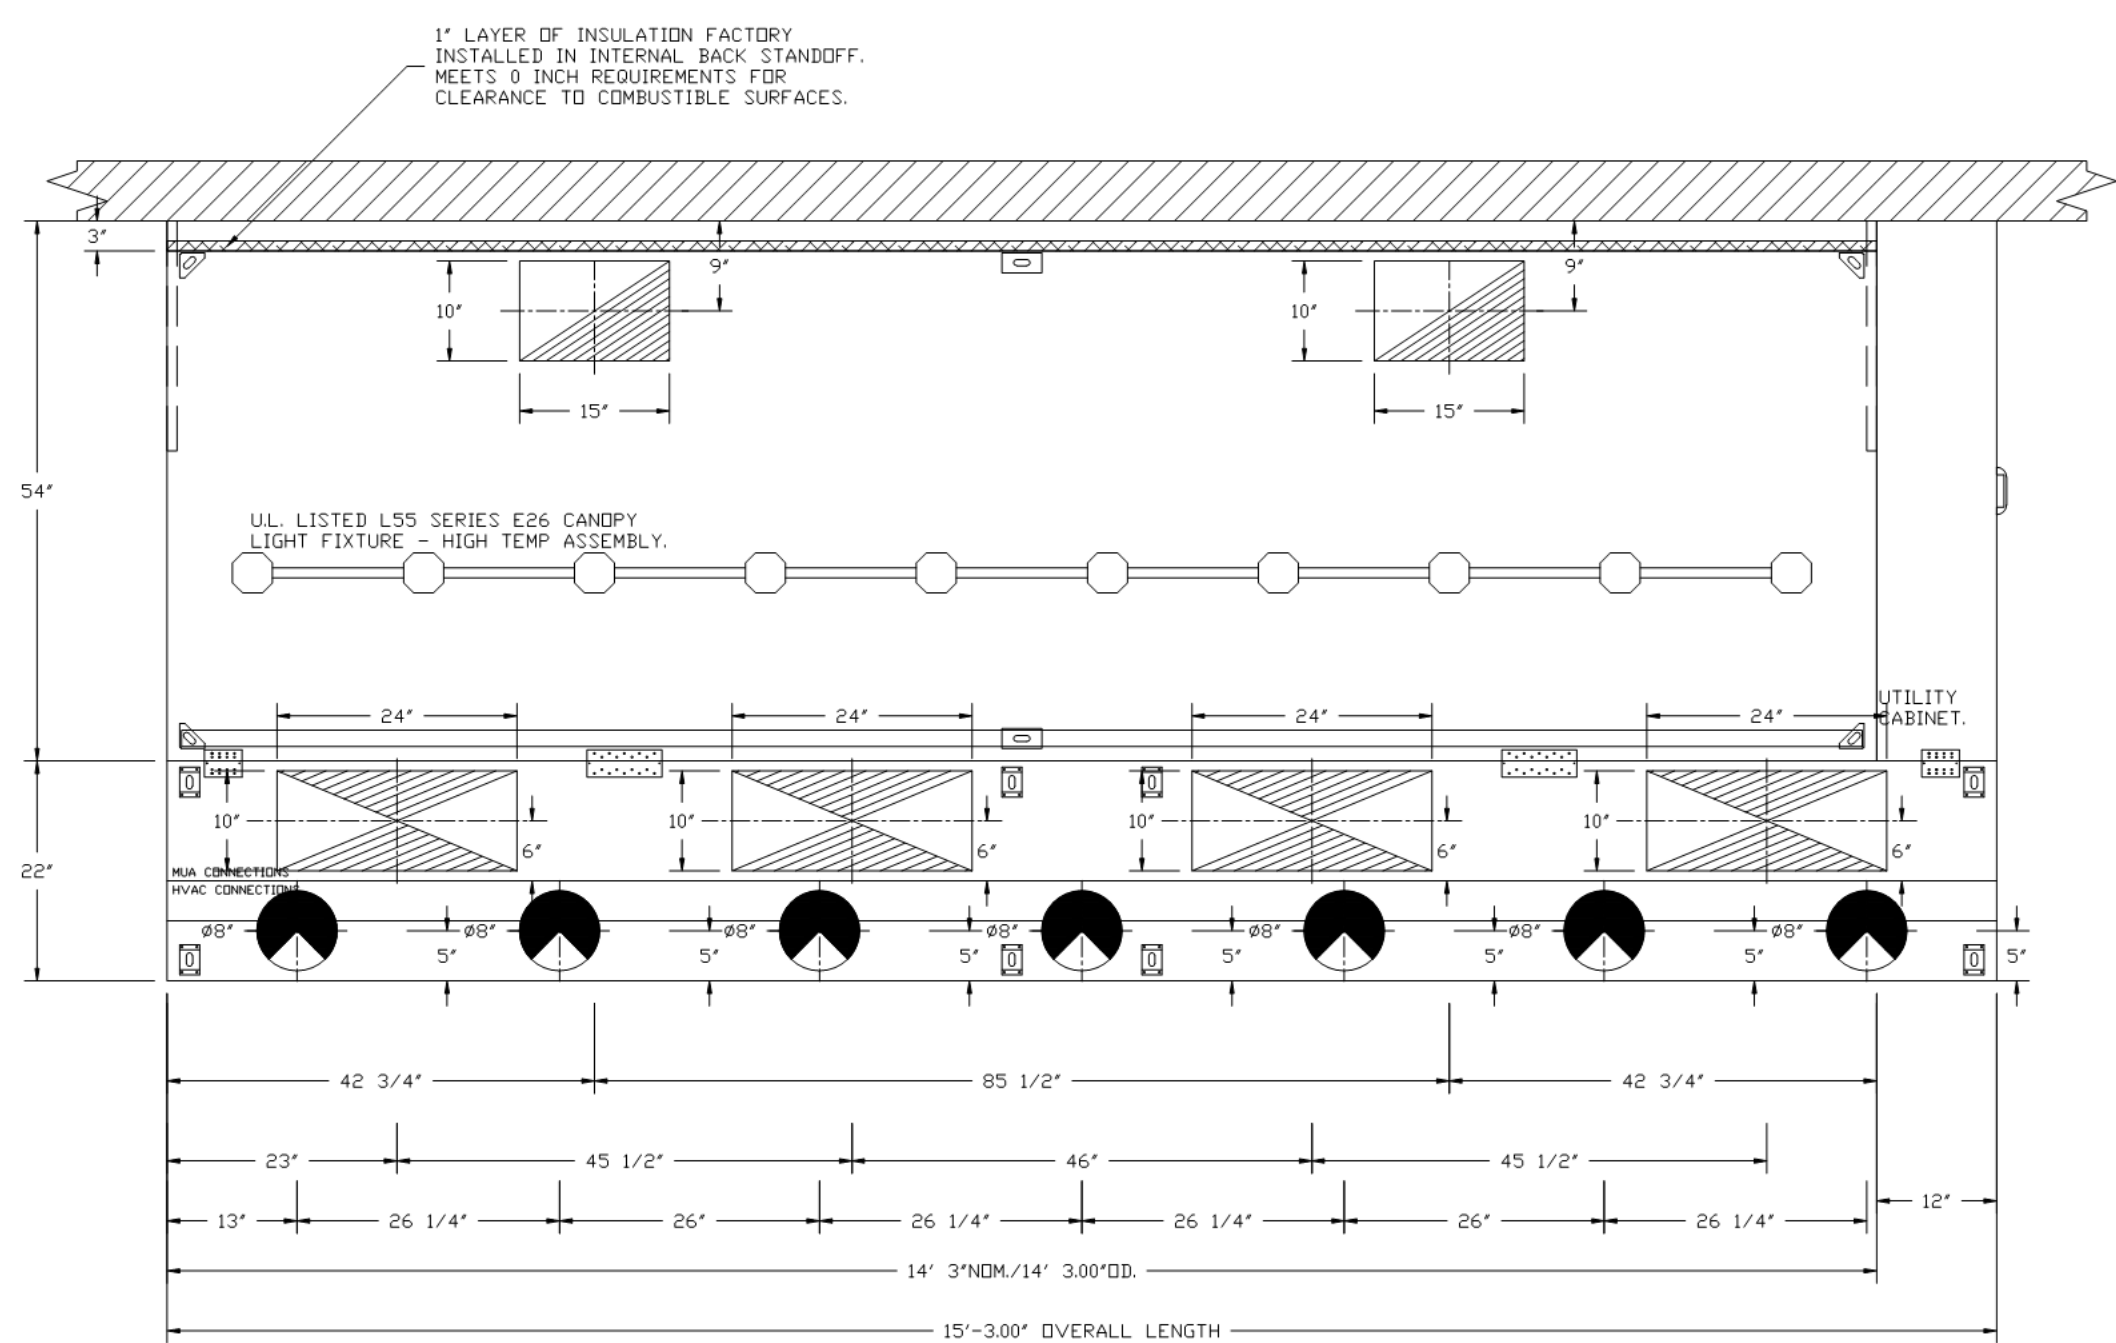 1" LAYER OF INSULATION FACTORY
INSTALLED IN INTERNAL BACK STANDOFF.
MEETS 0 INCH REQUIREMENTS FOR
CLEARANCE TO COMBUSTIBLE SURFACES.
3"
9"
9"
10"
10"
15"
15"
54"
U.L. LISTED L55 SERIES E26 CANOPY
LIGHT FIXTURE - HIGH TEMP ASSEMBLY.
UTILITY
CABINET.
24"
24"
24"
24"
10"
10"
10"
10"
6"
6"
6"
6"
22"
MUA CONNECTIONS
HVAC CONNECTIONS
ø8"
ø8"
ø8"
ø8"
ø8"
ø8"
ø8"
5"
5"
5"
5"
5"
5"
5"
42 3/4"
85 1/2"
42 3/4"
23"
45 1/2"
46"
45 1/2"
12"
13"
26 1/4"
26"
26 1/4"
26 1/4"
26"
26 1/4"
14' 3"NOM./14' 3.00"OD.
15'-3.00" OVERALL LENGTH